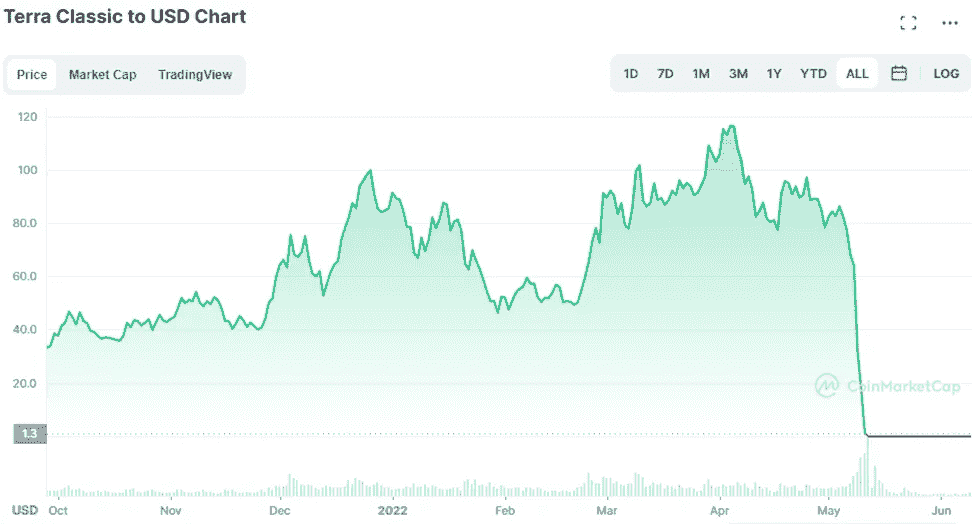 Terra Classic to USD Chart
Price Market Cap TradingView
1D 7D 1M 3M 1Y YTD ALL LOG
120
100
80.0
60.0
40.0
20.0
CoinMarketCap
1.3
USD Oct Nov Dec 2022 Feb Mar Apr May Jun